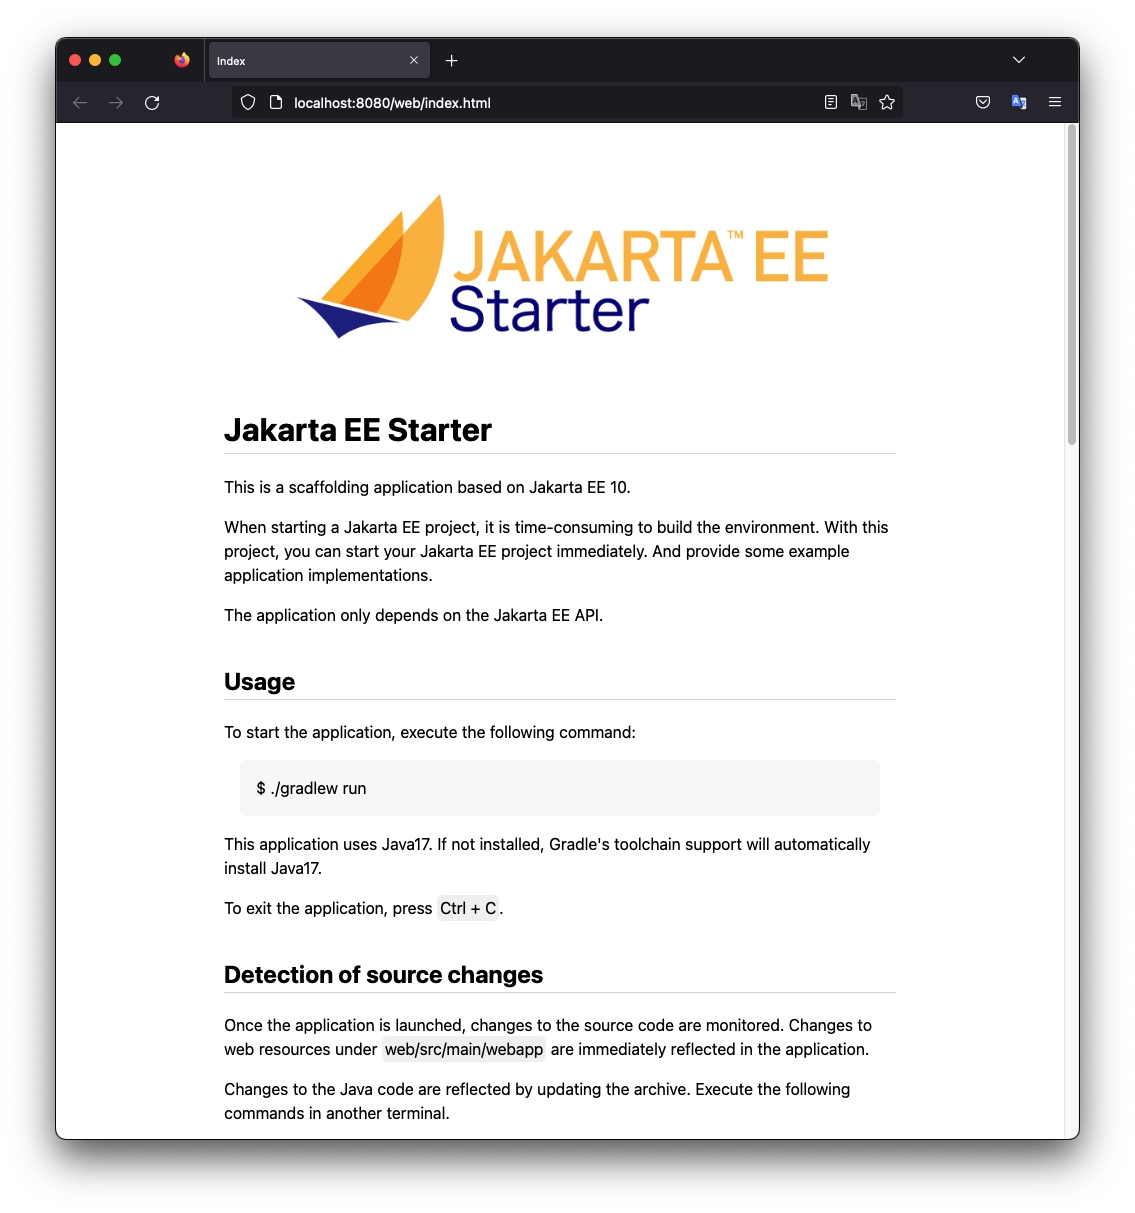 Index
localhost:8080/web/index.html
JAKARTA™ EE
Starter
Jakarta EE Starter
This is a scaffolding application based on Jakarta EE 10.
When starting a Jakarta EE project, it is time-consuming to build the environment. With this
project, you can start your Jakarta EE project immediately. And provide some example
application implementations.
The application only depends on the Jakarta EE API.
Usage
To start the application, execute the following command:
$ ./gradlew run
This application uses Java17. If not installed, Gradle's toolchain support will automatically
install Java17.
To exit the application, press Ctrl + C.
Detection of source changes
Once the application is launched, changes to the source code are monitored. Changes to
web resources under web/src/main/webapp are immediately reflected in the application.
Changes to the Java code are reflected by updating the archive. Execute the following
commands in another terminal.